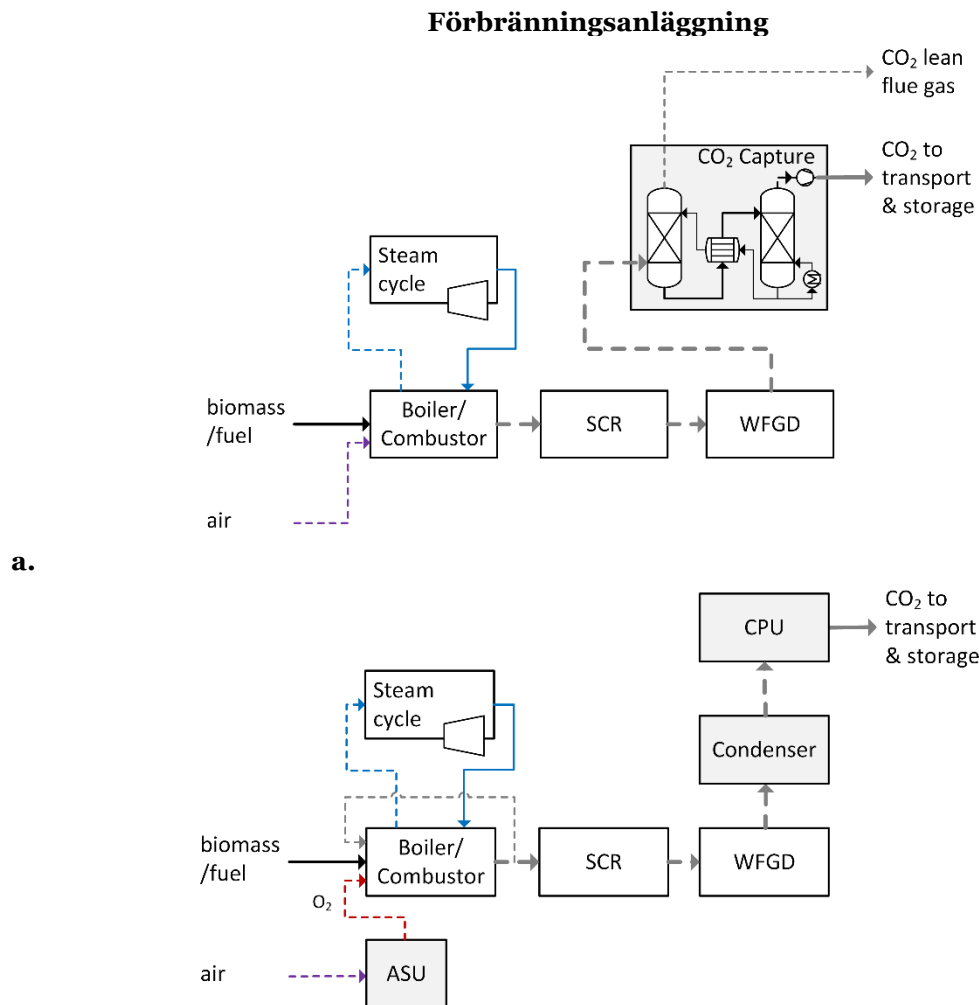 Förbränningsanläggning
CO₂ lean
flue gas
CO₂ Capture
CO₂ to
transport
& storage
Steam
cycle
M
biomass
/fuel
Boiler/
Combustor
SCR
WFGD
air
a.
CPU
CO₂ to
transport
& storage
Steam
cycle
Condenser
biomass
/fuel
Boiler/
Combustor
SCR
WFGD
O₂
air
ASU